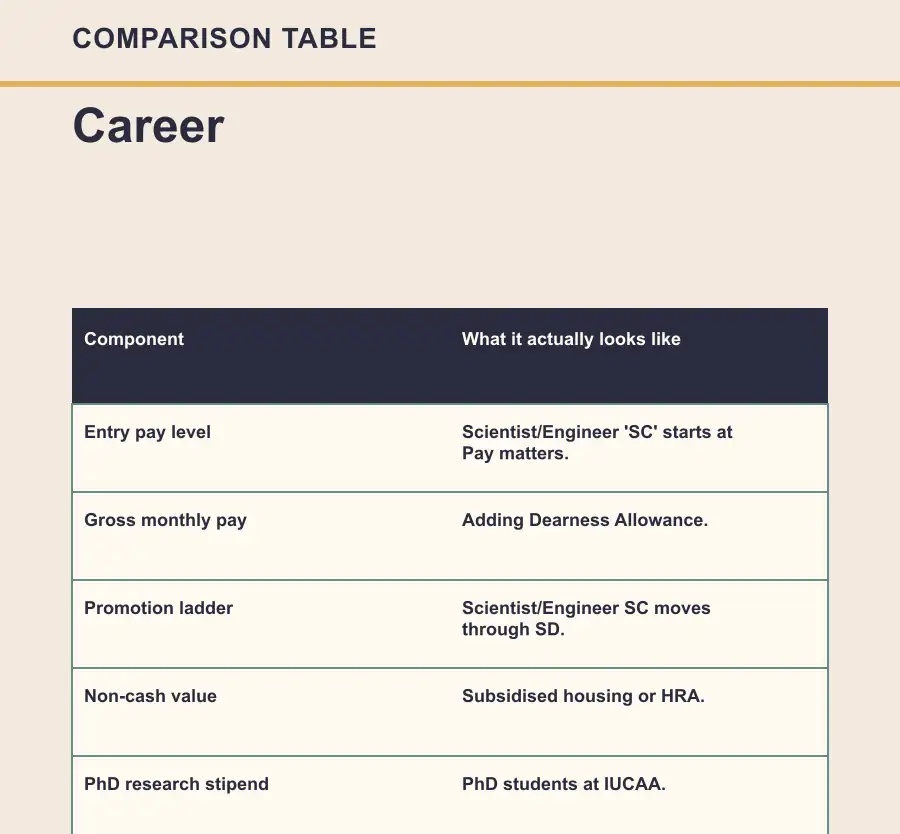 COMPARISON TABLE
Career
Component
What it actually looks like
Entry pay level
Scientist/Engineer 'SC' starts at
Pay matters.
Gross monthly pay
Adding Dearness Allowance.
Promotion ladder
Scientist/Engineer SC moves
through SD.
Non-cash value
Subsidised housing or HRA.
PhD research stipend
PhD students at IUCAA.